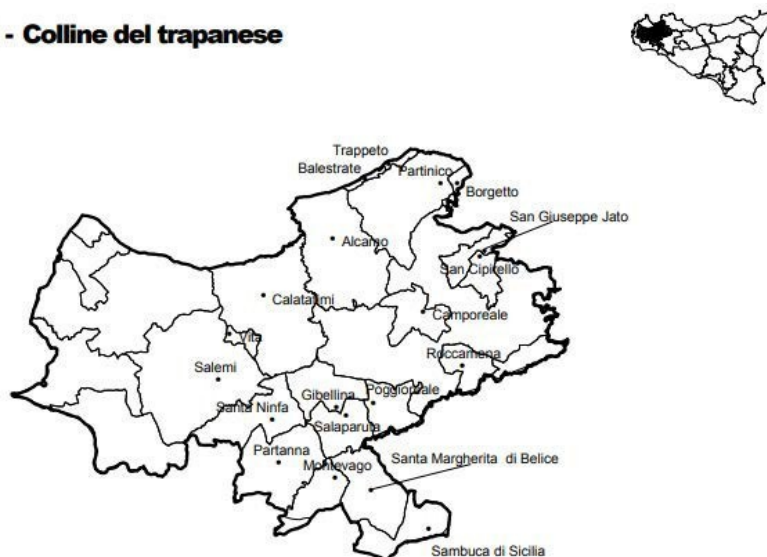 - Colline del trapanese
Trappeto
Balestrate
Partinico
Borgetto
San Giuseppe Jato
Alcamo
San Cipirello
Calatafimi
Camporeale
Vita
Roccamena
Salemi
Gibellina
Poggioreale
Santa Ninfa
Salaparuta
Partanna
Montevago
Santa Margherita di Belice
Sambuca di Sicilia